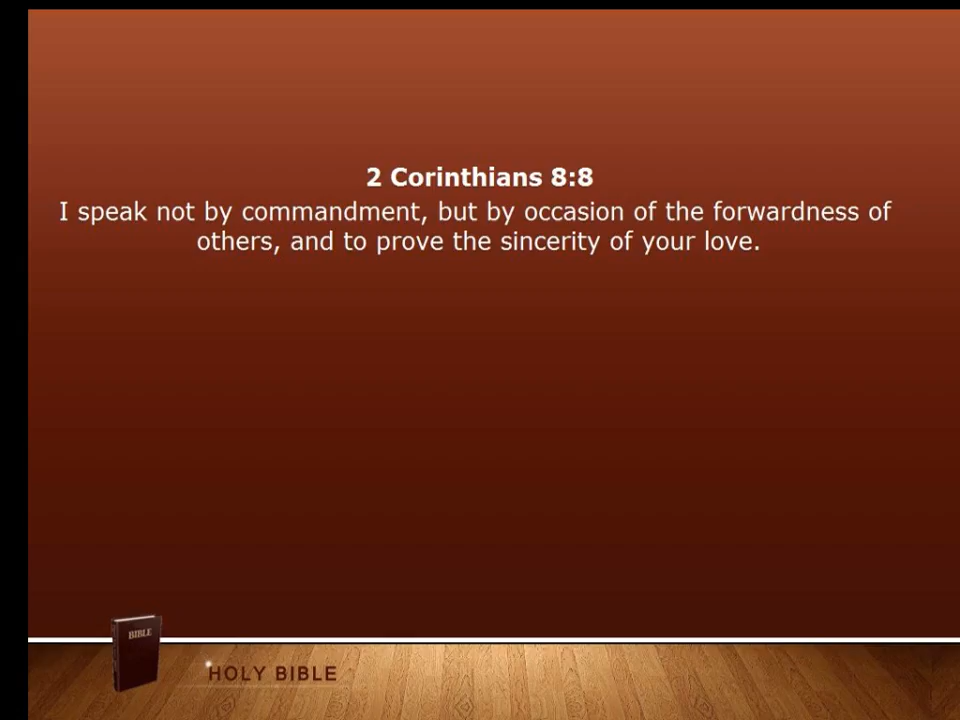 2 Corinthians 8:8
I speak not by commandment, but by occasion of the forwardness of
others, and to prove the sincerity of your love.
BIBLE
HOLY BIBLE